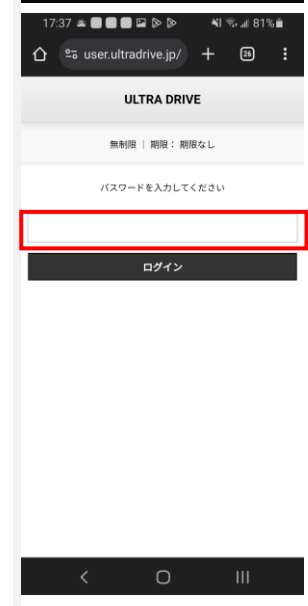 17:37 81%
user.ultradrive.jp/ 26
ULTRA DRIVE
無制限 | 期限： 期限なし
パスワードを入力してください
ログイン